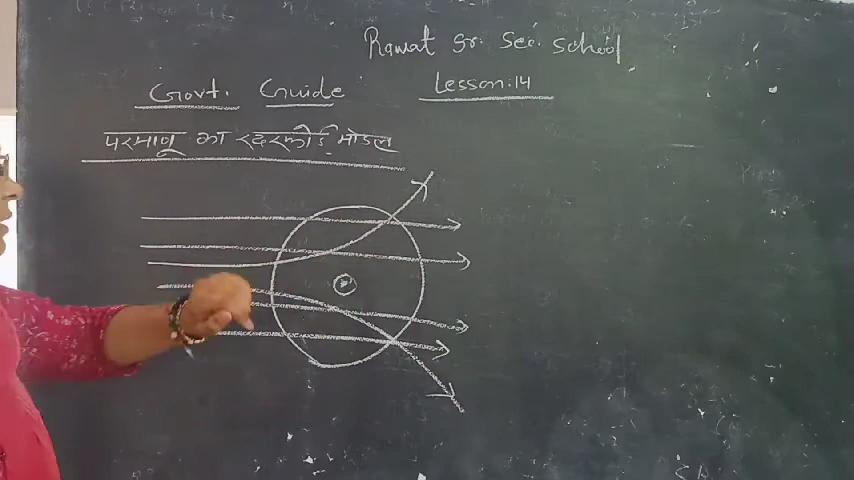 Rawat Sr. Sec. School
Govt. Guide Lesson:14
परमाणु का रदरफोर्ड मोडल